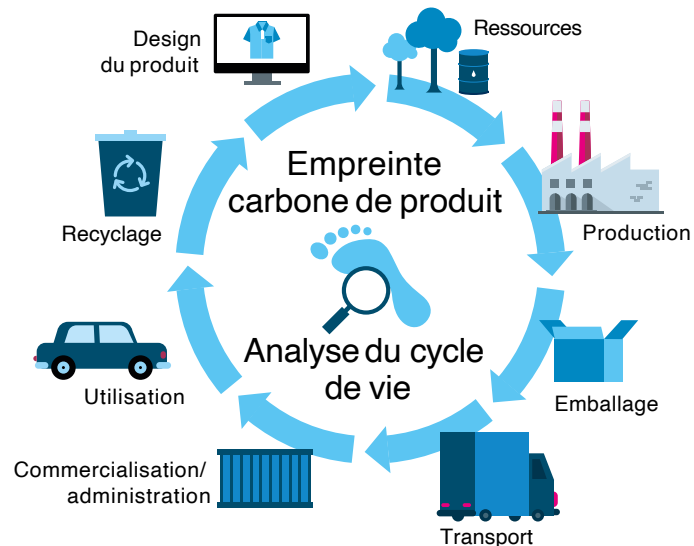 Design
du produit
Ressources
Empreinte
carbone de produit
Production
Recyclage
Analyse du cycle
de vie
Utilisation
Emballage
Commercialisation/
administration
Transport